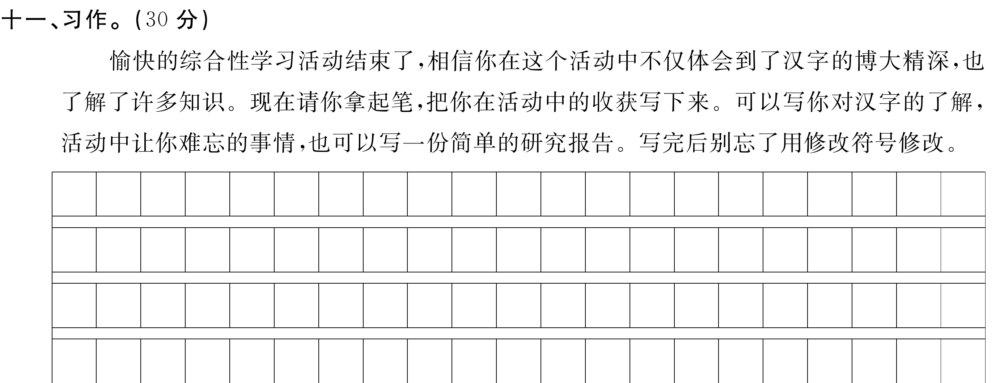 十一、习作。(30 分)
愉快的综合性学习活动结束了,相信你在这个活动中不仅体会到了汉字的博大精深,也
了解了许多知识。现在请你拿起笔,把你在活动中的收获写下来。可以写你对汉字的了解,
活动中让你难忘的事情,也可以写一份简单的研究报告。写完后别忘了用修改符号修改。